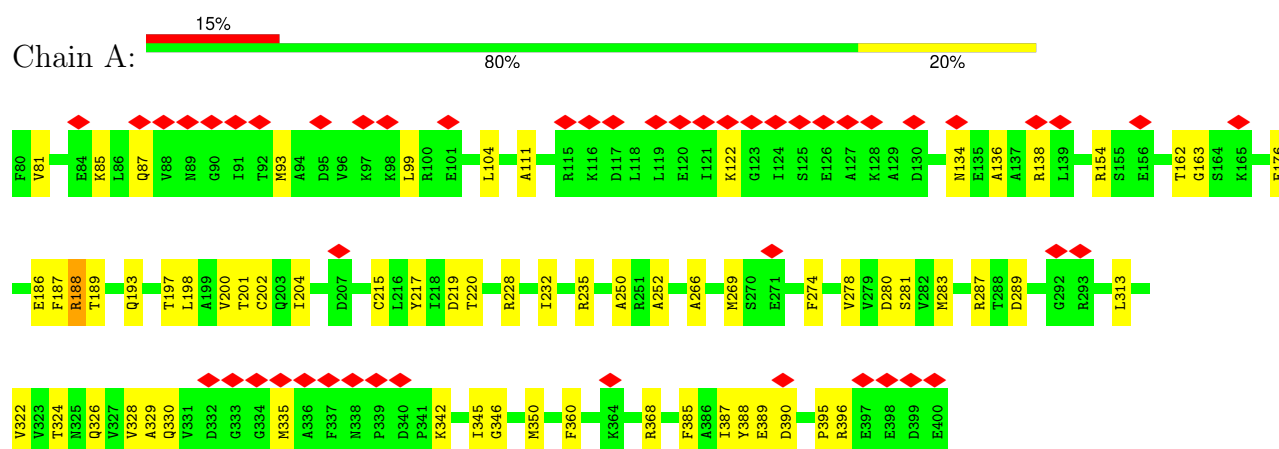 15%
Chain A:
80% 20%
F80 V81 E84 K85 L86 Q87 V88 N89 G90 I91 T92 M93 A94 D95 V96 K97 K98 L99 R100 E101 L104 A111 R115 K116 D117 L118 L119 E120 I121 K122 G123 I124 S125 E126 A127 K128 A129 D130 N134 E135 A136 A137 R138 L139 R154 S155 E156 T162 G163 S164 K165
E186 F187 R188 T189 Q193 T197 L198 A199 V200 T201 C202 Q203 I204 D207 C215 L216 Y217 I218 D219 T220 R228 I232 R235 A250 R251 A252 A266 M269 S270 E271 F274 V278 V279 D280 S281 V282 M283 R287 T288 D289 G292 R293 L313
V322 V323 T324 N325 Q326 V327 V328 A329 Q330 V331 D332 G333 G334 M335 A336 F337 N338 P339 D340 P341 K342 I345 G346 M350 F360 K364 R368 F385 A386 I387 Y388 E389 D390 P395 R396 E397 E398 D399 E400